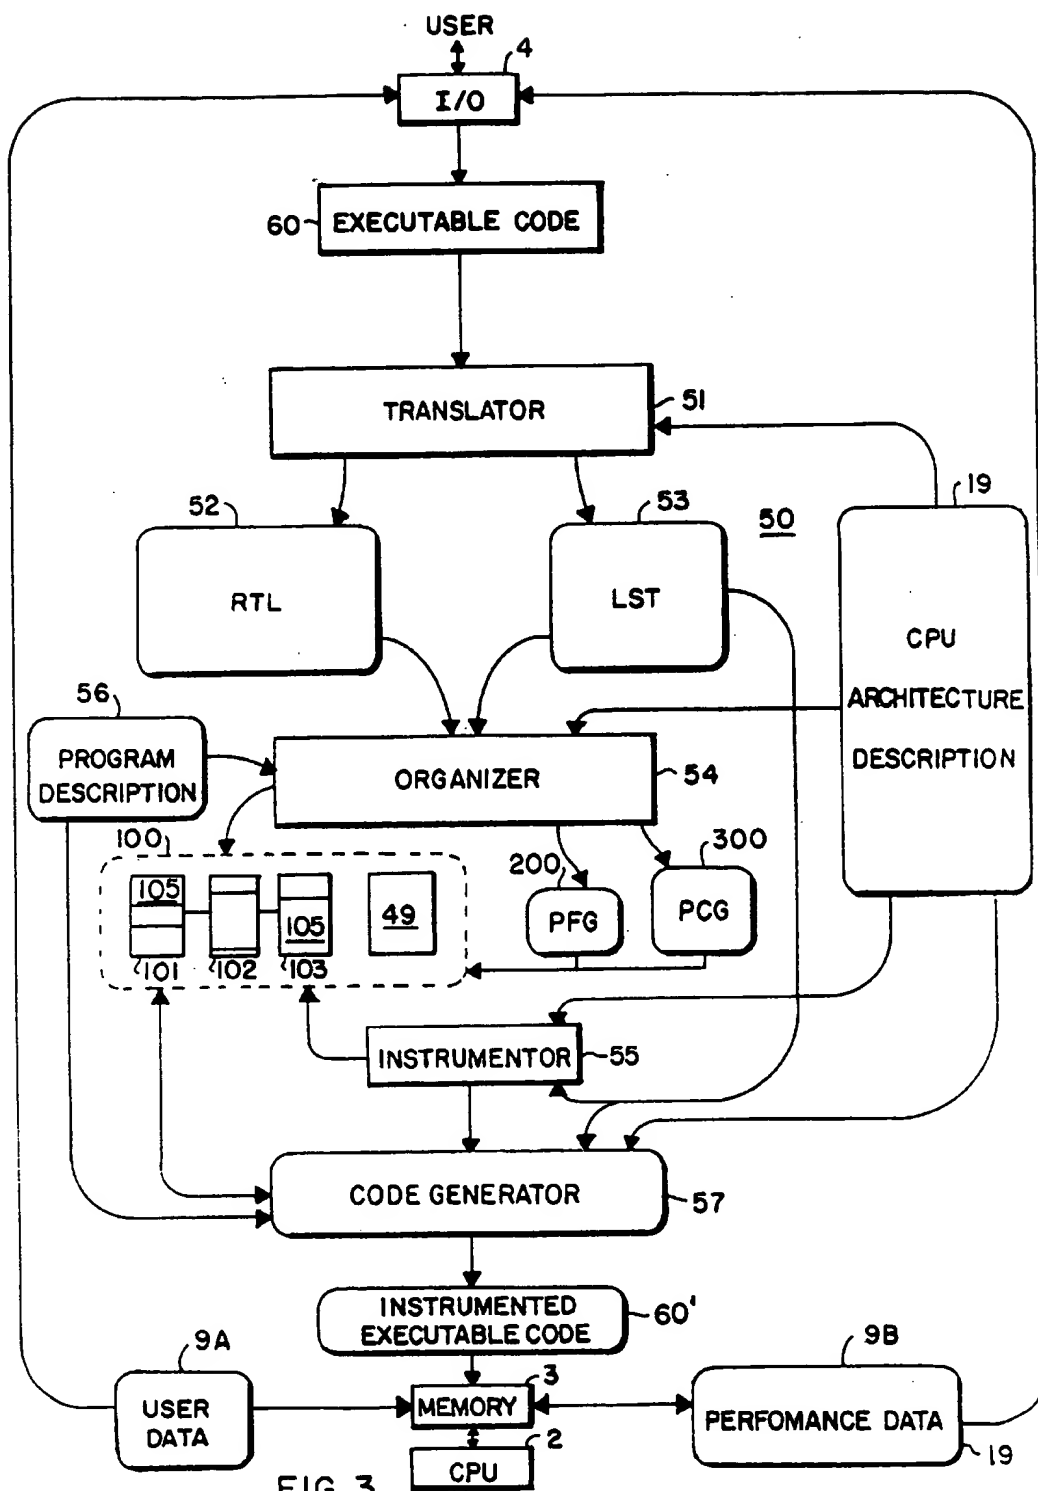 USER
4
I/O
60
EXECUTABLE CODE
TRANSLATOR
51
52
53
50
19
RTL
LST
CPU
ARCHITECTURE
DESCRIPTION
56
PROGRAM
DESCRIPTION
ORGANIZER
54
100
200
300
105
105
49
PFG
PCG
101
102
103
INSTRUMENTOR
55
CODE GENERATOR
57
INSTRUMENTED
EXECUTABLE CODE
60'
9A
3
9B
USER
DATA
MEMORY
PERFOMANCE DATA
2
19
CPU
FIG. 3